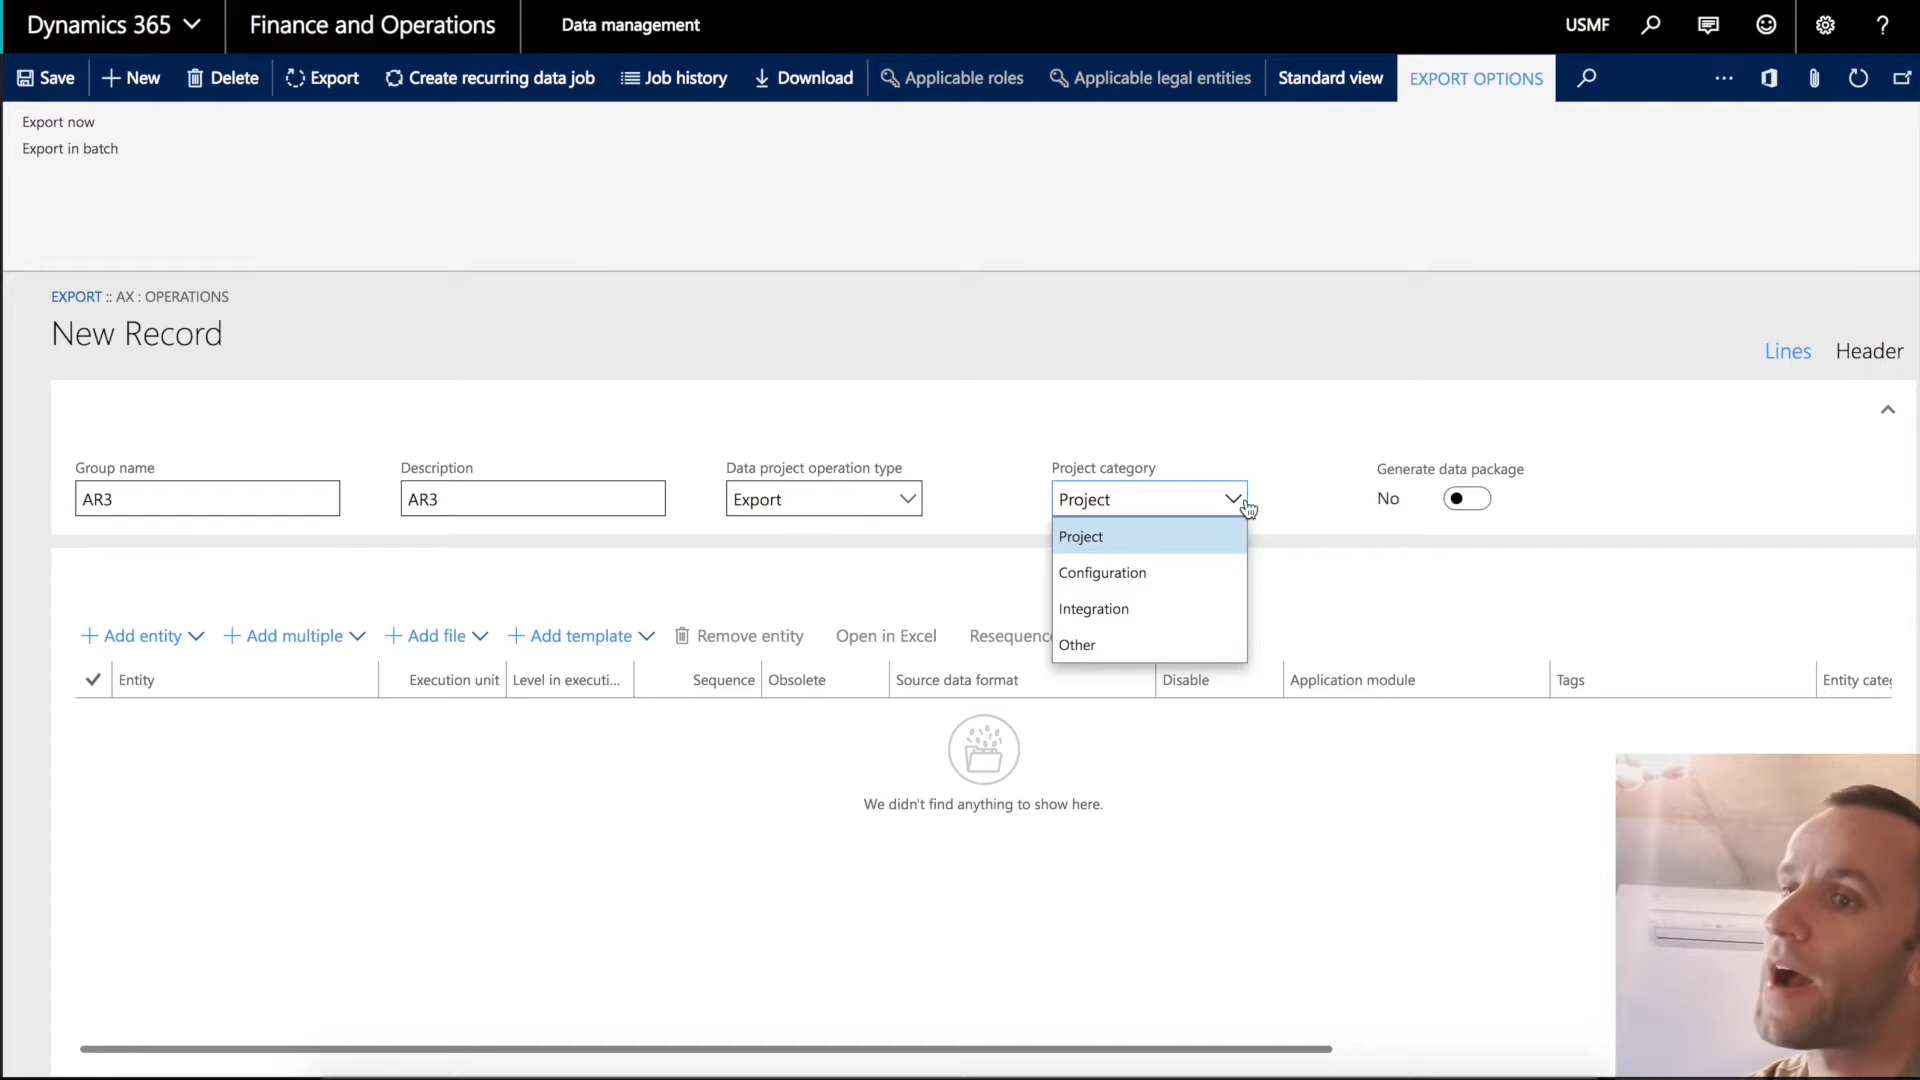 Dynamics 365 Finance and Operations Data management USMF ?
Save New Delete Export Create recurring data job Job history Download Applicable roles Applicable legal entities Standard view EXPORT OPTIONS ...
Export now
Export in batch
EXPORT :: AX : OPERATIONS
New Record
Lines Header
Group name Description Data project operation type Project category Generate data package
AR3 AR3 Export Project No
Project
Configuration
Integration
Other
+ Add entity + Add multiple + Add file + Add template Remove entity Open in Excel Resequenc
Entity Execution unit Level in executi... Sequence Obsolete Source data format Disable Application module Tags Entity categ
We didn't find anything to show here.